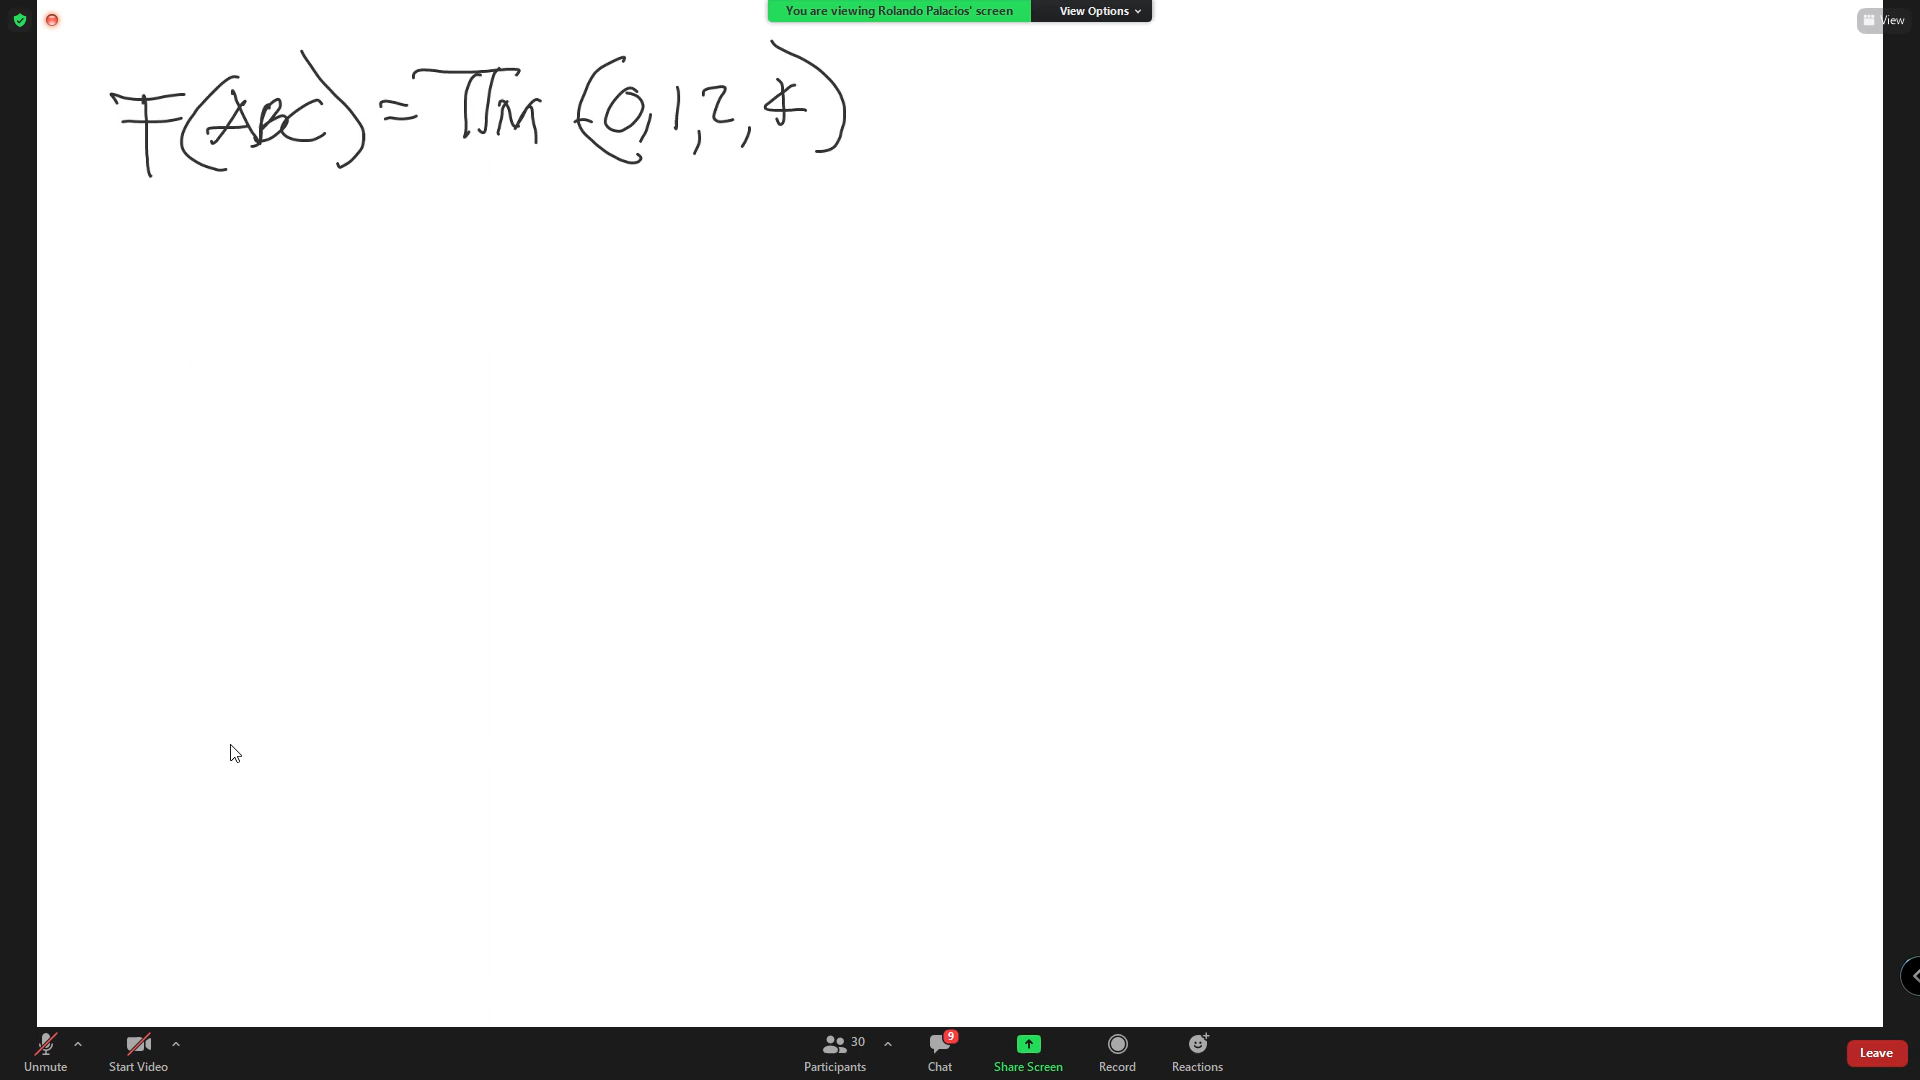 You are viewing Rolando Palacios' screen
View Options
View
F(ABC) = ΠM (0,1,2,4)
Unmute
Start Video
30
Participants
9
Chat
Share Screen
Record
Reactions
Leave